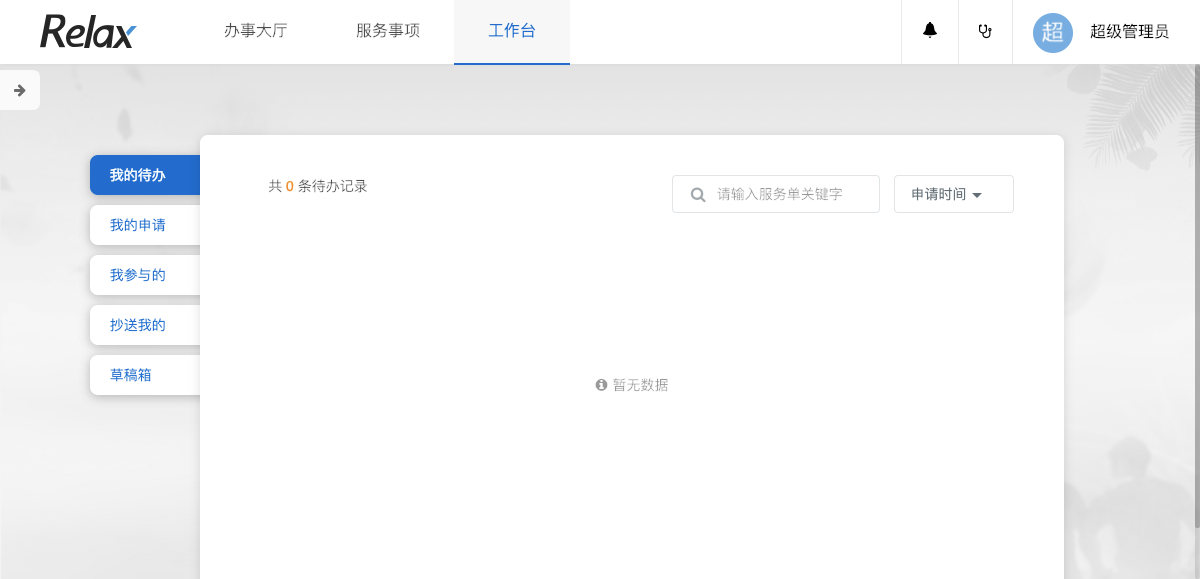 Relax
办事大厅
服务事项
工作台
超
超级管理员
我的待办
我的申请
我参与的
抄送我的
草稿箱
共 0 条待办记录
请输入服务单关键字
申请时间
暂无数据